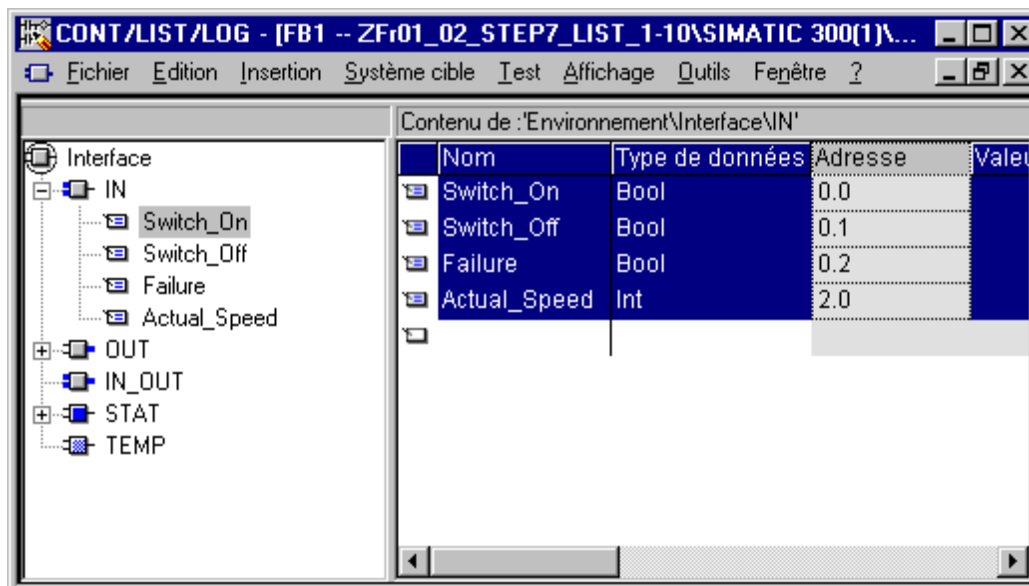 CONT/LIST/LOG - [FB1 -- ZFr01_02_STEP7_LIST_1-10\SIMATIC 300(1)\...
Fichier Edition Insertion Système cible Test Affichage Outils Fenêtre ?
Contenu de :'Environnement\Interface\IN'
Interface
IN
Switch_On
Switch_Off
Failure
Actual_Speed
OUT
IN_OUT
STAT
TEMP
Nom Type de données Adresse Valeu
Switch_On Bool 0.0
Switch_Off Bool 0.1
Failure Bool 0.2
Actual_Speed Int 2.0